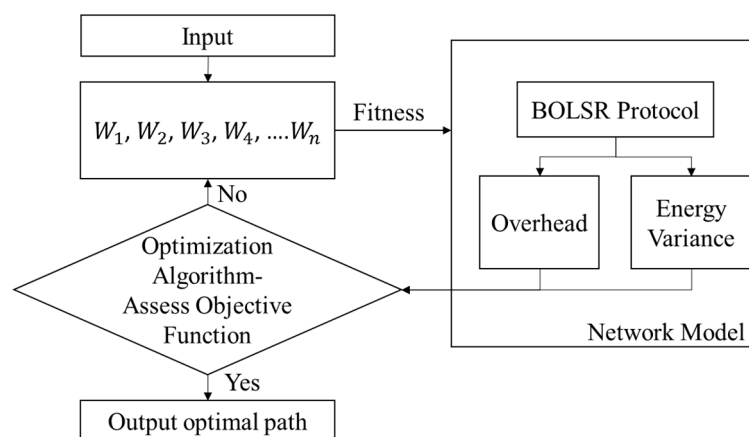 Input
W₁, W₂, W₃, W₄, ....Wₙ
Fitness
BOLSR Protocol
Overhead
Energy
Variance
Network Model
No
Optimization
Algorithm-
Assess Objective
Function
Yes
Output optimal path